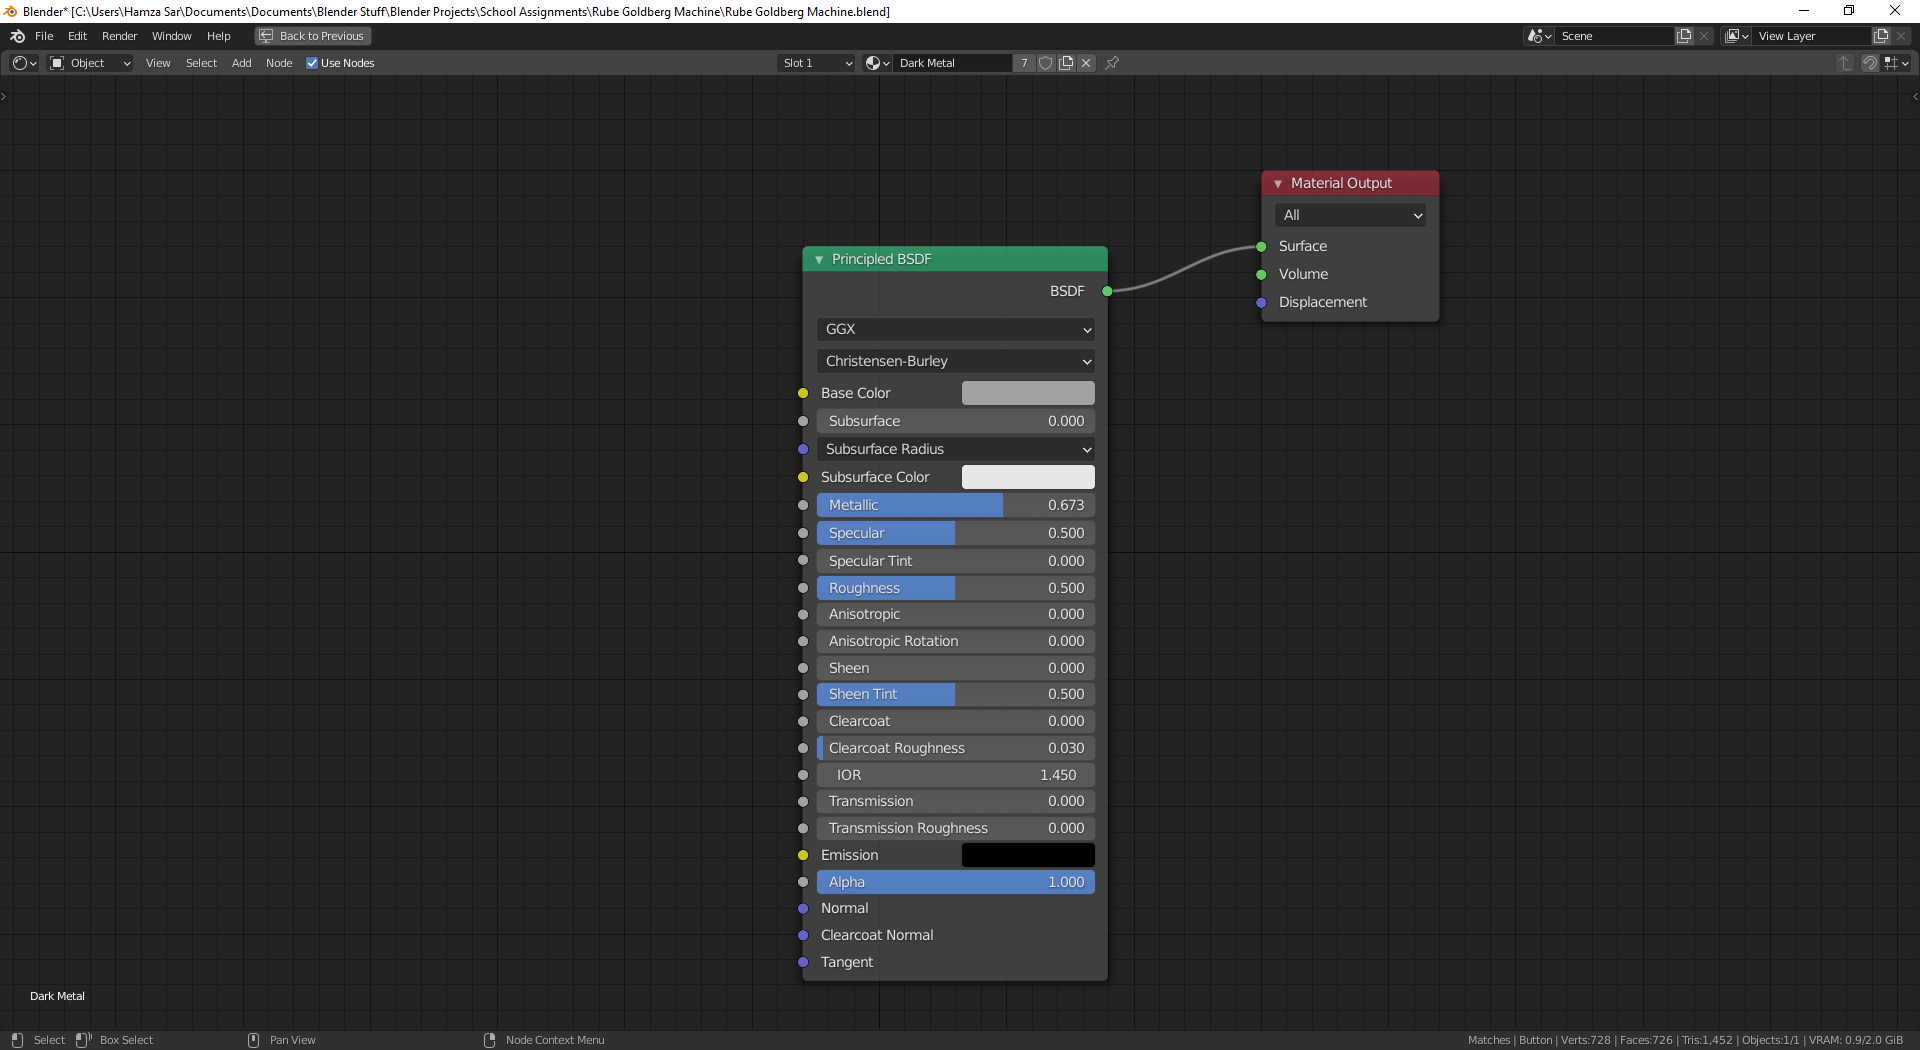 Blender* [C:\Users\Hamza Sar\Documents\Documents\Blender Stuff\Blender Projects\School Assignments\Rube Goldberg Machine\Rube Goldberg Machine.blend]
File Edit Render Window Help Back to Previous Scene View Layer
Object View Select Add Node Use Nodes Slot 1 Dark Metal 7
Material Output
All
Surface
Volume
Displacement
Principled BSDF
BSDF
GGX
Christensen-Burley
Base Color
Subsurface 0.000
Subsurface Radius
Subsurface Color
Metallic 0.673
Specular 0.500
Specular Tint 0.000
Roughness 0.500
Anisotropic 0.000
Anisotropic Rotation 0.000
Sheen 0.000
Sheen Tint 0.500
Clearcoat 0.000
Clearcoat Roughness 0.030
IOR 1.450
Transmission 0.000
Transmission Roughness 0.000
Emission
Alpha 1.000
Normal
Clearcoat Normal
Tangent
Dark Metal
Select Box Select Pan View Node Context Menu Matches | Button | Verts:728 | Faces:726 | Tris:1,452 | Objects:1/1 | VRAM: 0.9/2.0 GiB